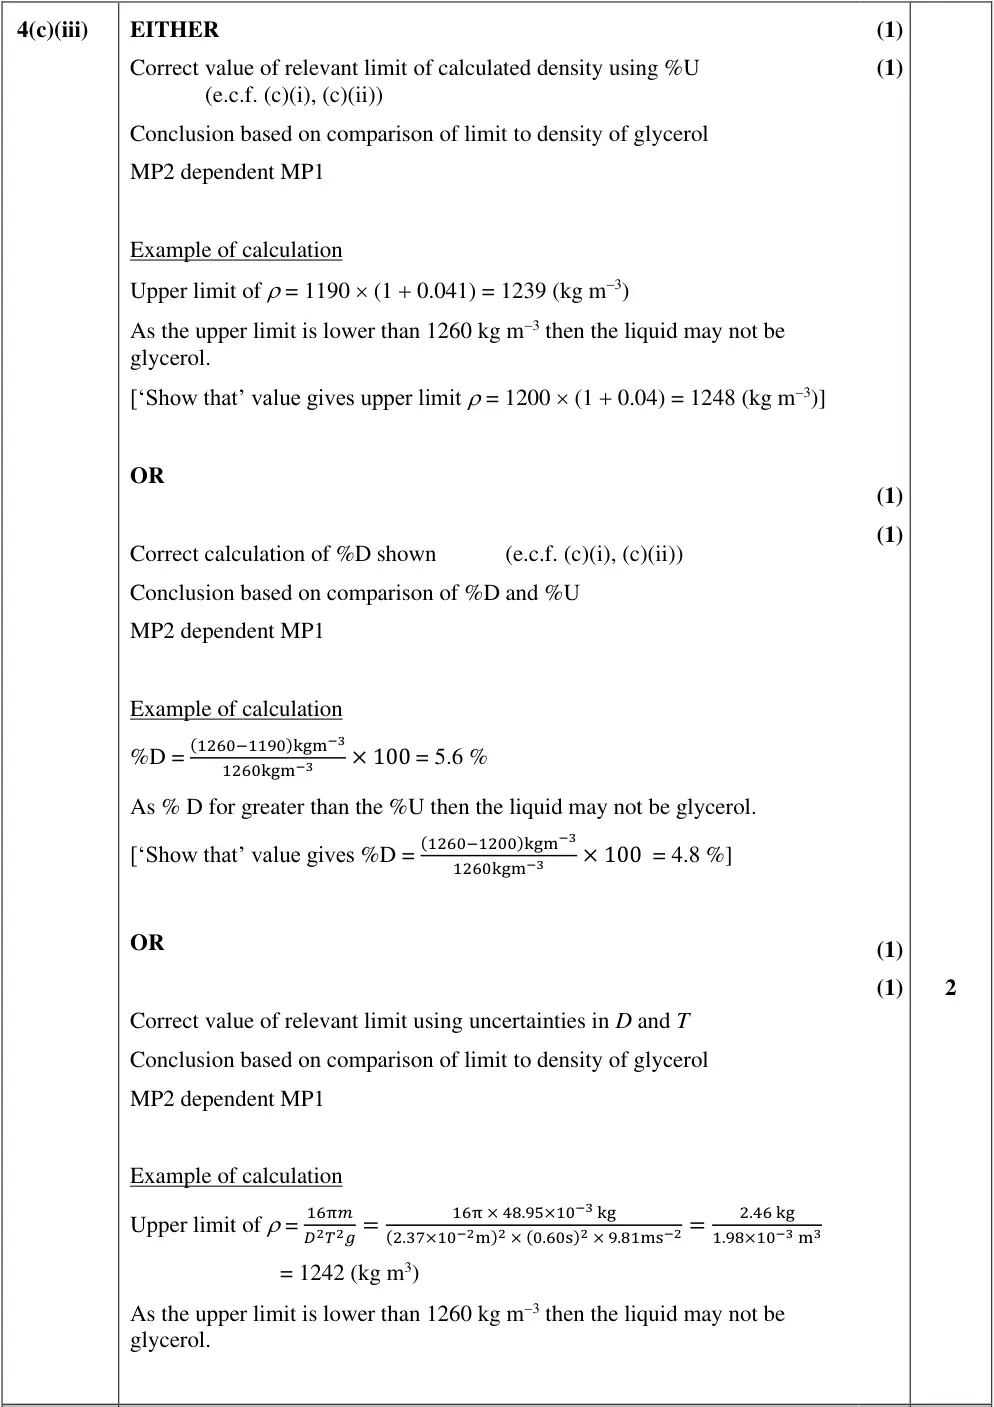 4(c)(iii) EITHER (1)
Correct value of relevant limit of calculated density using %U (1)
(e.c.f. (c)(i), (c)(ii))
Conclusion based on comparison of limit to density of glycerol
MP2 dependent MP1
Example of calculation
Upper limit of ρ = 1190 × (1 + 0.041) = 1239 (kg m⁻³)
As the upper limit is lower than 1260 kg m⁻³ then the liquid may not be
glycerol.
[‘Show that’ value gives upper limit ρ = 1200 × (1 + 0.04) = 1248 (kg m⁻³)]
OR
(1)
(1)
Correct calculation of %D shown (e.c.f. (c)(i), (c)(ii))
Conclusion based on comparison of %D and %U
MP2 dependent MP1
Example of calculation
%D = (1260−1190)kgm⁻³ / 1260kgm⁻³ × 100 = 5.6 %
As % D for greater than the %U then the liquid may not be glycerol.
[‘Show that’ value gives %D = (1260−1200)kgm⁻³ / 1260kgm⁻³ × 100 = 4.8 %]
OR
(1)
(1) 2
Correct value of relevant limit using uncertainties in D and T
Conclusion based on comparison of limit to density of glycerol
MP2 dependent MP1
Example of calculation
Upper limit of ρ = 16πm / D²T²g = 16π × 48.95×10⁻³ kg / (2.37×10⁻²m)² × (0.60s)² × 9.81ms⁻² = 2.46 kg / 1.98×10⁻³ m³
= 1242 (kg m³)
As the upper limit is lower than 1260 kg m⁻³ then the liquid may not be
glycerol.